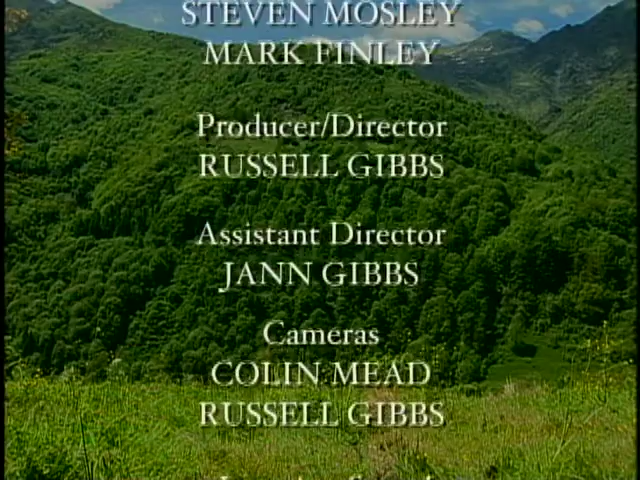 STEVEN MOSLEY
MARK FINLEY
Producer/Director
RUSSELL GIBBS
Assistant Director
JANN GIBBS
Cameras
COLIN MEAD
RUSSELL GIBBS